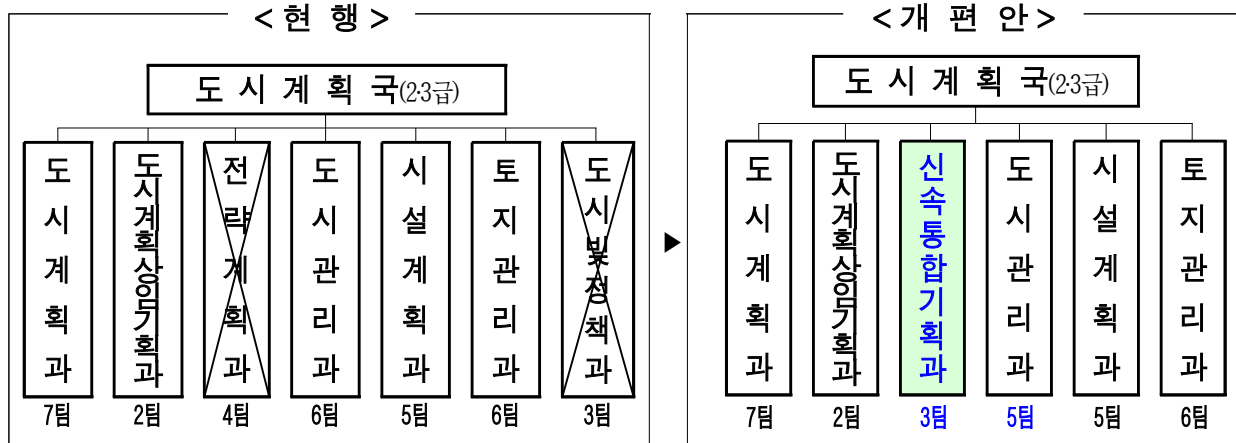 <현 행>
도 시 계 획 국(2·3급)
도시계획과
도시계획상임기획과
전략계획과
도시관리과
시설계획과
토지관리과
도시빛정책과
7팀
2팀
4팀
6팀
5팀
6팀
3팀
▶
<개 편 안>
도 시 계 획 국(2·3급)
도시계획과
도시계획상임기획과
신속통합기획과
도시관리과
시설계획과
토지관리과
7팀
2팀
3팀
5팀
5팀
6팀